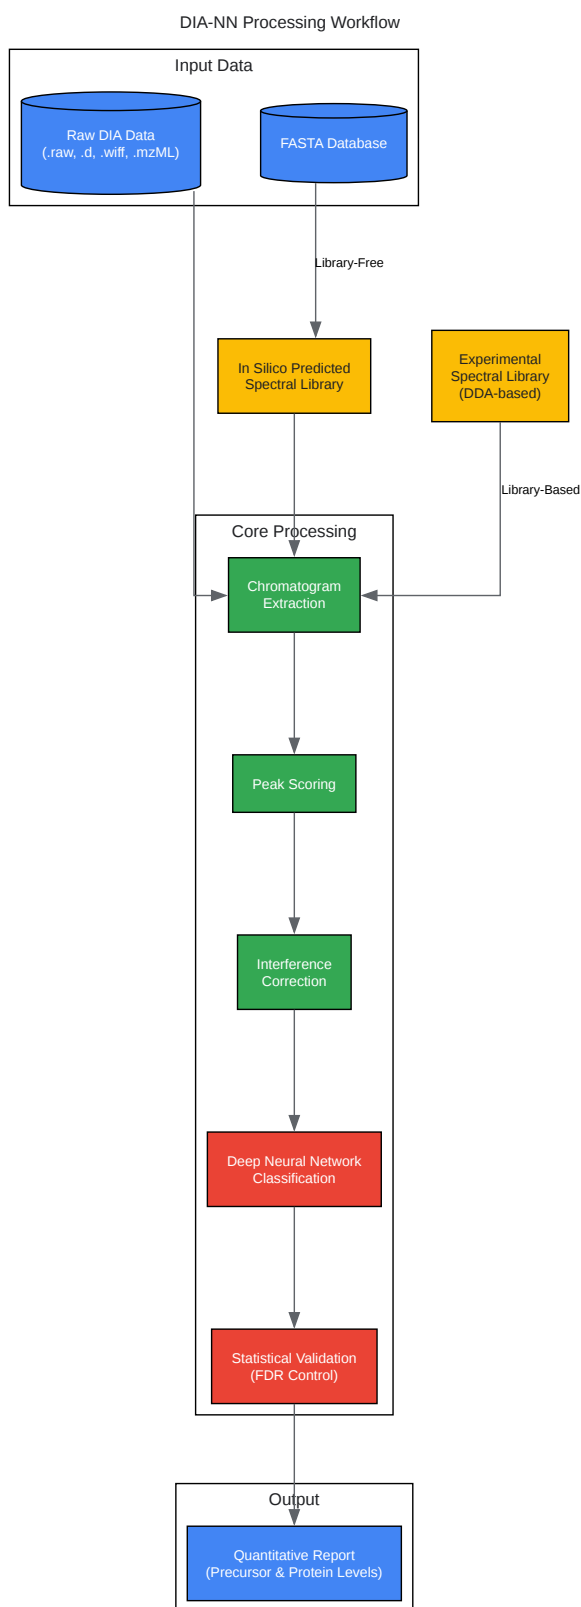 DIA-NN Processing Workflow
Input Data
Raw DIA Data
(.raw, .d, .wiff, .mzML)
FASTA Database
Library-Free
In Silico Predicted
Spectral Library
Experimental
Spectral Library
(DDA-based)
Library-Based
Core Processing
Chromatogram
Extraction
Peak Scoring
Interference
Correction
Deep Neural Network
Classification
Statistical Validation
(FDR Control)
Output
Quantitative Report
(Precursor & Protein Levels)